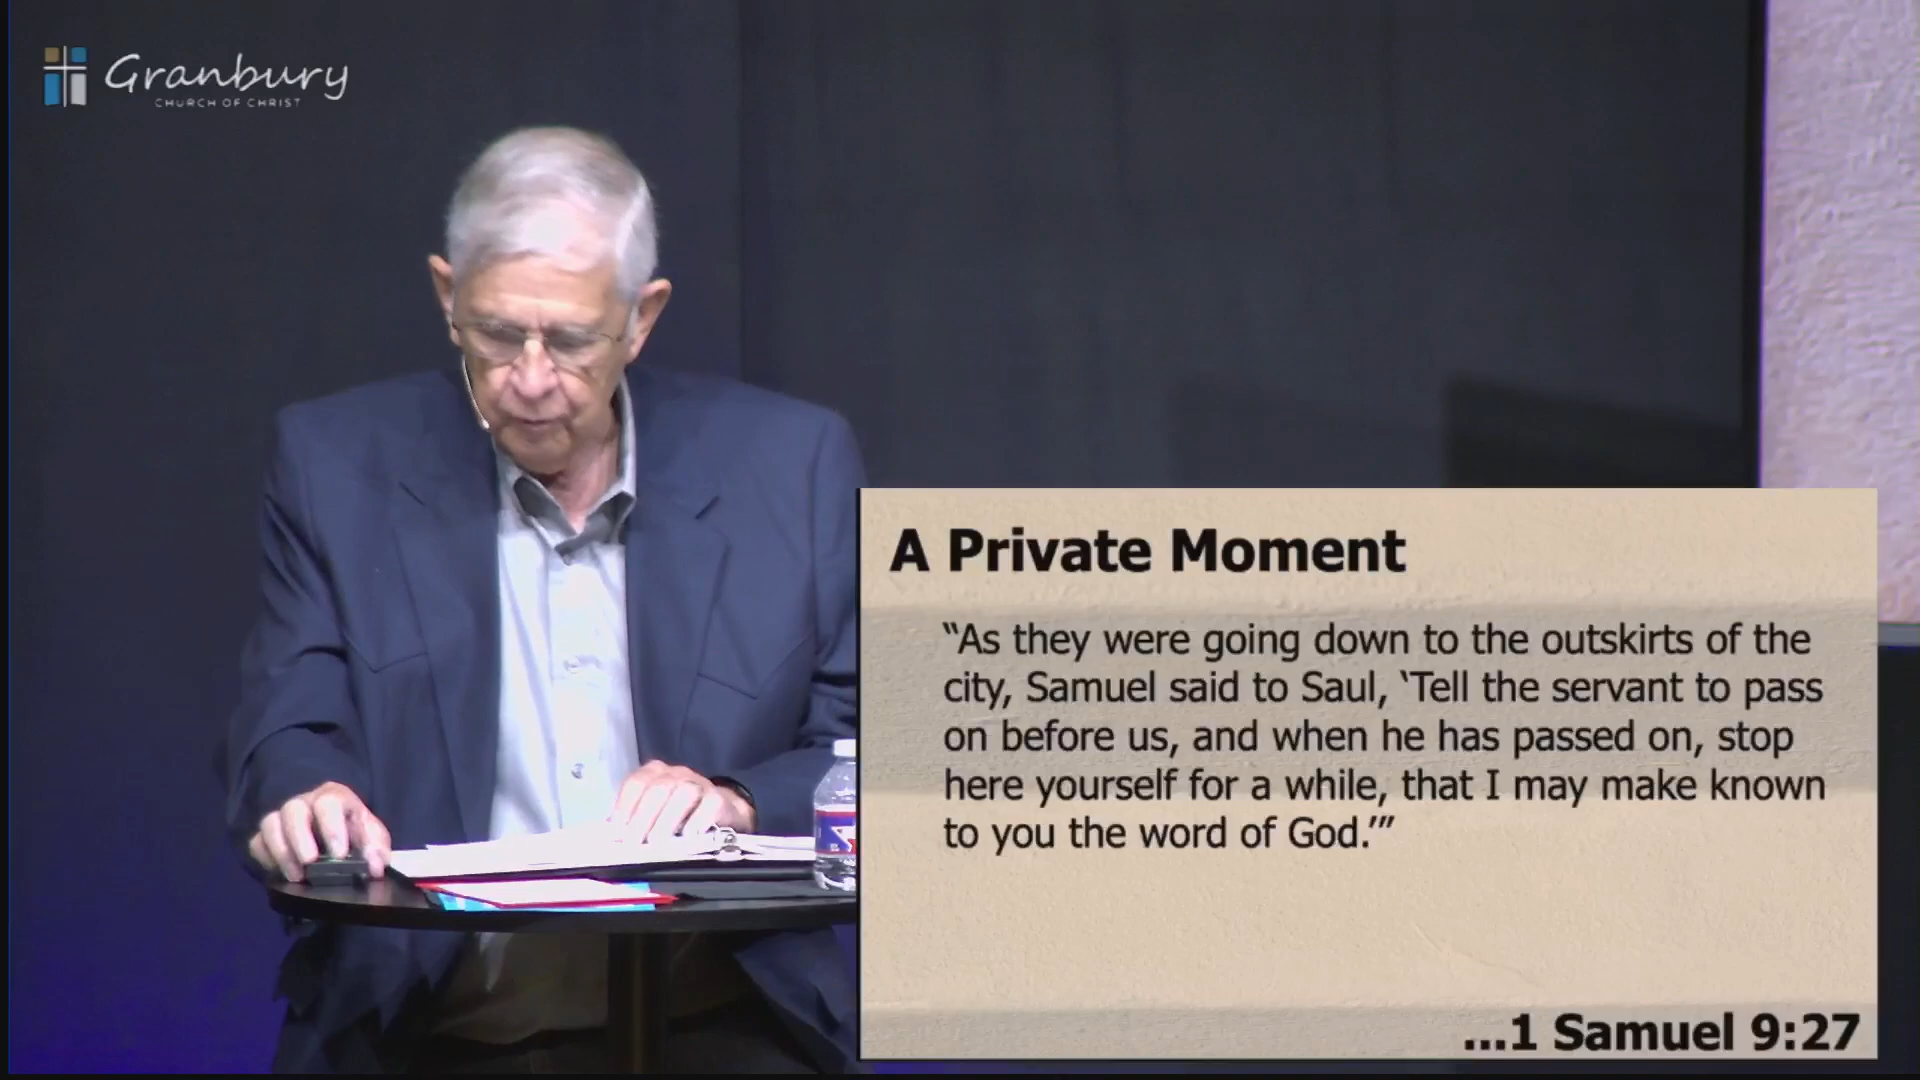 Granbury
CHURCH OF CHRIST
A Private Moment
“As they were going down to the outskirts of the
city, Samuel said to Saul, ‘Tell the servant to pass
on before us, and when he has passed on, stop
here yourself for a while, that I may make known
to you the word of God.’”
...1 Samuel 9:27